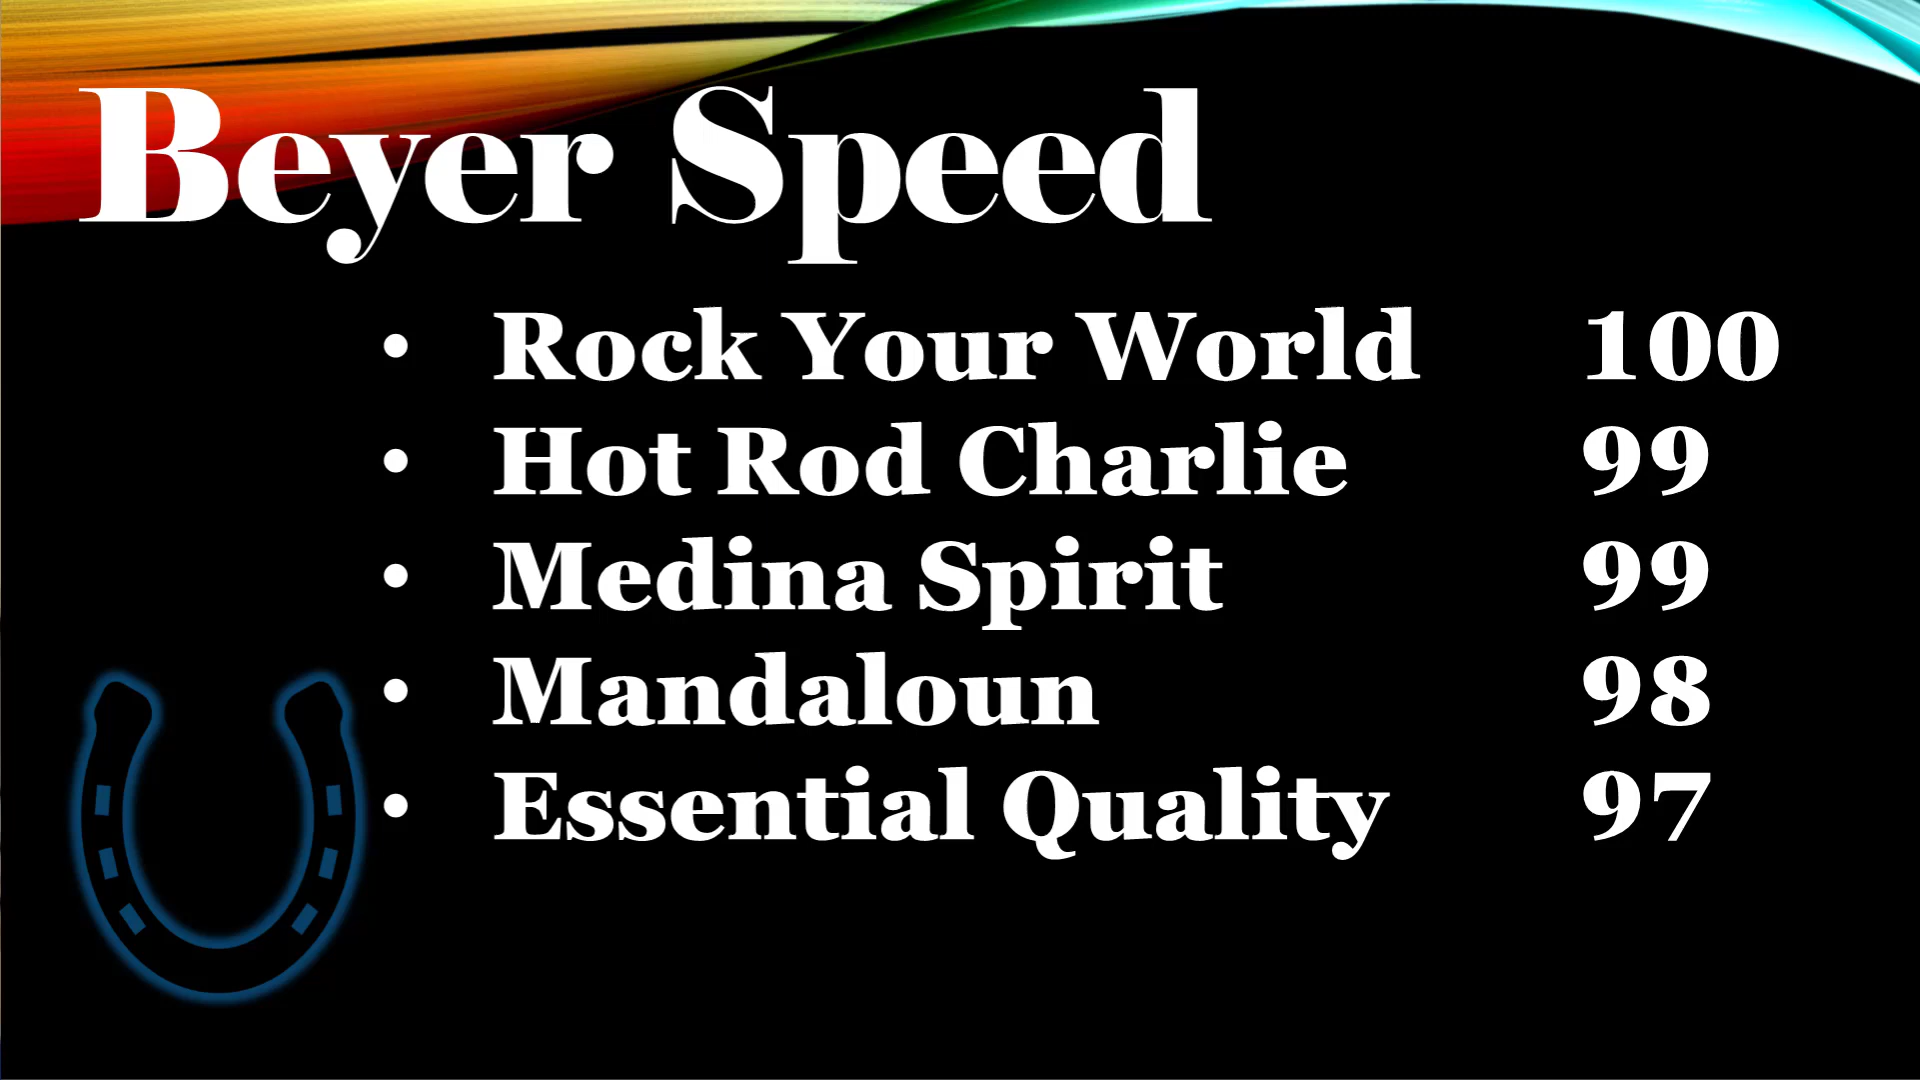 Beyer Speed
• Rock Your World 100
• Hot Rod Charlie 99
• Medina Spirit 99
• Mandaloun 98
• Essential Quality 97